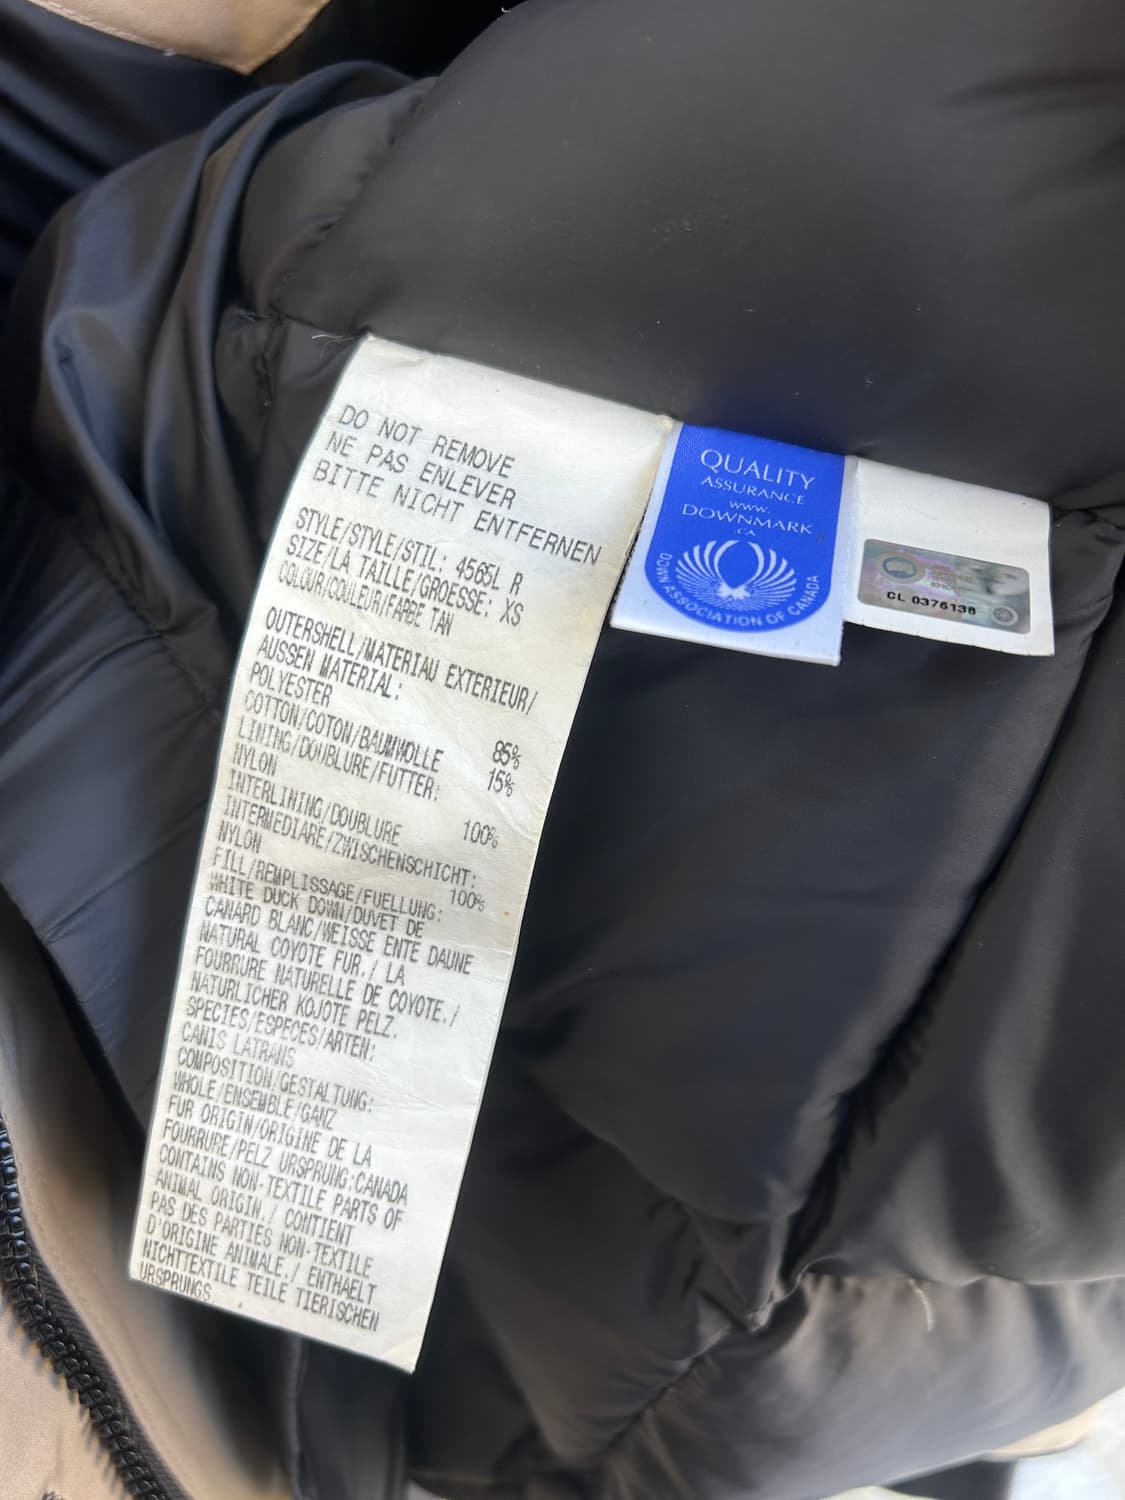 DO NOT REMOVE
NE PAS ENLEVER
BITTE NICHT ENTFERNEN
STYLE/STYLE/STIL: 4565L R
SIZE/LA TAILLE/GROESSE: XS
COLOUR/COULEUR/FARBE TAN
OUTERSHELL/MATERIAU EXTERIEUR/
AUSSEN MATERIAL:
POLYESTER 85%
COTTON/COTON/BAUMWOLLE 15%
LINING/DOUBLURE/FUTTER:
NYLON 100%
INTERLINING/DOUBLURE
INTERMEDIARE/ZWISCHENSCHICHT:
NYLON 100%
FILL/REMPLISSAGE/FUELLUNG:
WHITE DUCK DOWN/DUVET DE
CANARD BLANC/WEISSE ENTE DAUNE
NATURAL COYOTE FUR./ LA
FOURRURE NATURELLE DE COYOTE./
NATURLICHER KOJOTE PELZ.
SPECIES/ESPECES/ARTEN:
CANIS LATRANS
COMPOSITION/GESTALTUNG:
WHOLE/ENSEMBLE/GANZ
FUR ORIGIN/ORIGINE DE LA
FOURRURE/PELZ URSPRUNG:CANADA
CONTAINS NON-TEXTILE PARTS OF
ANIMAL ORIGIN./ CONTIENT
PAS DES PARTIES NON-TEXTILE
D'ORIGINE ANIMALE./ ENTHAELT
NICHTTEXTILE TEILE TIERISCHEN
URSPRUNGS.
QUALITY
ASSURANCE
www.
DOWNMARK
.CA
DOWN ASSOCIATION OF CANADA
CL 0376138